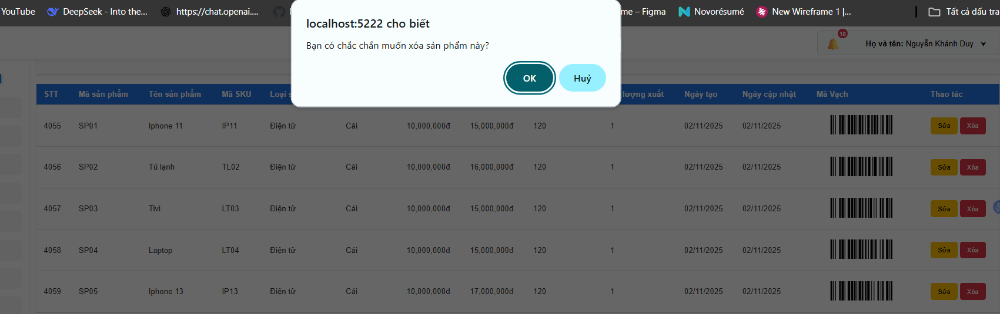 YouTube DeepSeek - Into the... https://chat.openai.com... me – Figma Novorésumé New Wireframe 1 |... Tất cả dấu tra
localhost:5222 cho biết
Bạn có chắc chắn muốn xóa sản phẩm này?
OK Huỷ
18
Họ và tên: Nguyễn Khánh Duy
STT Mã sản phẩm Tên sản phẩm Mã SKU Loại lượng xuất Ngày tạo Ngày cập nhật Mã Vạch Thao tác
4055 SP01 Iphone 11 IP11 Điện tử Cái 10,000,000đ 15,000,000đ 120 1 02/11/2025 02/11/2025 Sửa Xóa
4056 SP02 Tủ lạnh TL02 Điện tử Cái 10,000,000đ 16,000,000đ 120 1 02/11/2025 02/11/2025 Sửa Xóa
4057 SP03 Tivi LT03 Điện tử Cái 10,000,000đ 15,000,000đ 120 1 02/11/2025 02/11/2025 Sửa Xóa
4058 SP04 Laptop LT04 Điện tử Cái 10,000,000đ 15,000,000đ 120 1 02/11/2025 02/11/2025 Sửa Xóa
4059 SP05 Iphone 13 IP13 Điện tử Cái 10,000,000đ 17,000,000đ 120 1 02/11/2025 02/11/2025 Sửa Xóa